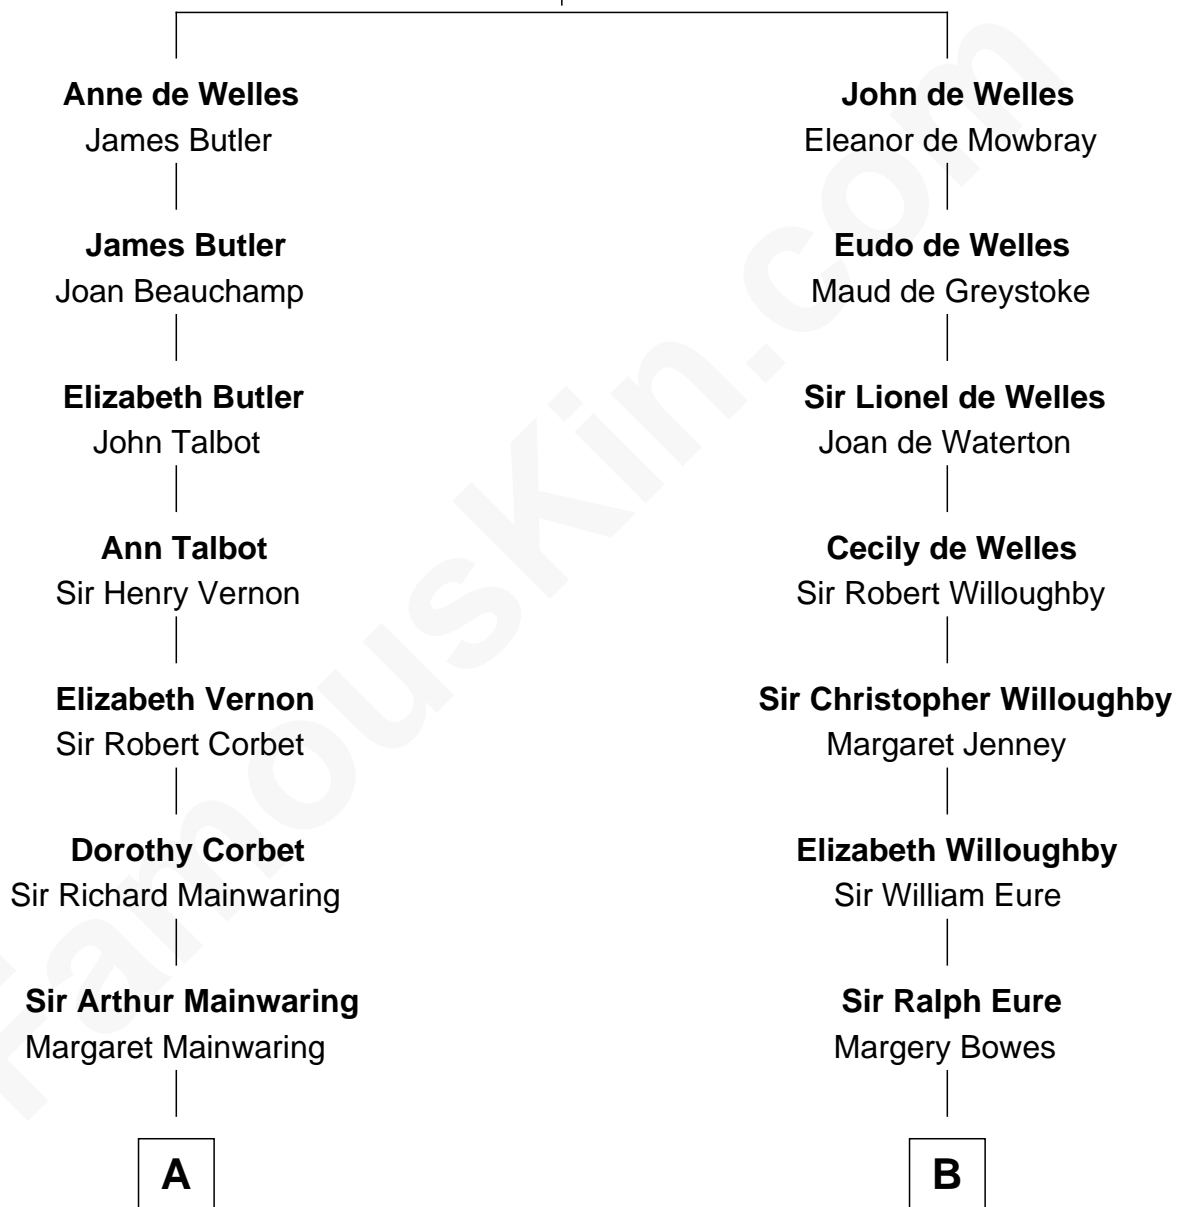 Anne de Welles
James Butler
James Butler
Joan Beauchamp
Elizabeth Butler
John Talbot
Ann Talbot
Sir Henry Vernon
Elizabeth Vernon
Sir Robert Corbet
Dorothy Corbet
Sir Richard Mainwaring
Sir Arthur Mainwaring
Margaret Mainwaring
A
John de Welles
Eleanor de Mowbray
Eudo de Welles
Maud de Greystoke
Sir Lionel de Welles
Joan de Waterton
Cecily de Welles
Sir Robert Willoughby
Sir Christopher Willoughby
Margaret Jenney
Elizabeth Willoughby
Sir William Eure
Sir Ralph Eure
Margery Bowes
B
FamousKin.com